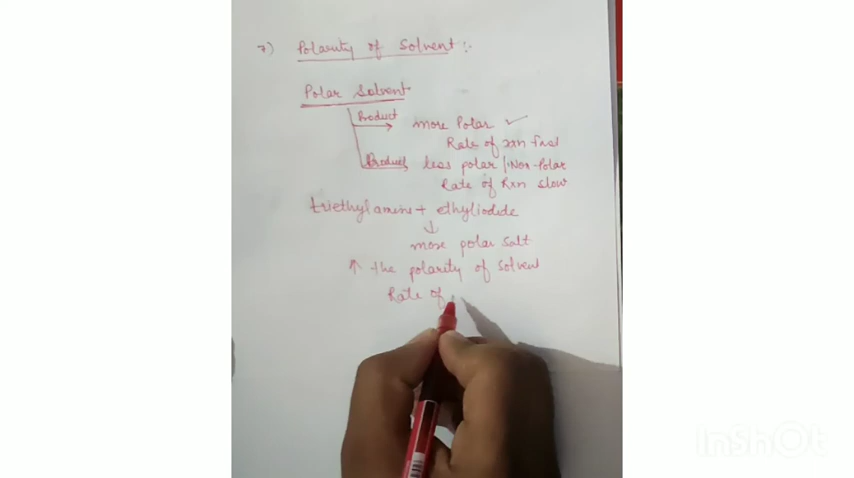 7) Polarity of Solvent :-
Polar Solvent
Product
more Polar ✓
Rate of rxn fast
Product
less polar / Non-Polar
Rate of Rxn slow
triethylamine + ethyliodide
↓
more polar salt
↑ the polarity of solvent
Rate of
InShOt